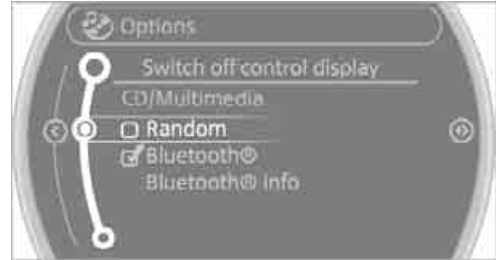 Options
Switch off control display
CD/Multimedia
Random
Bluetooth®
Bluetooth® info